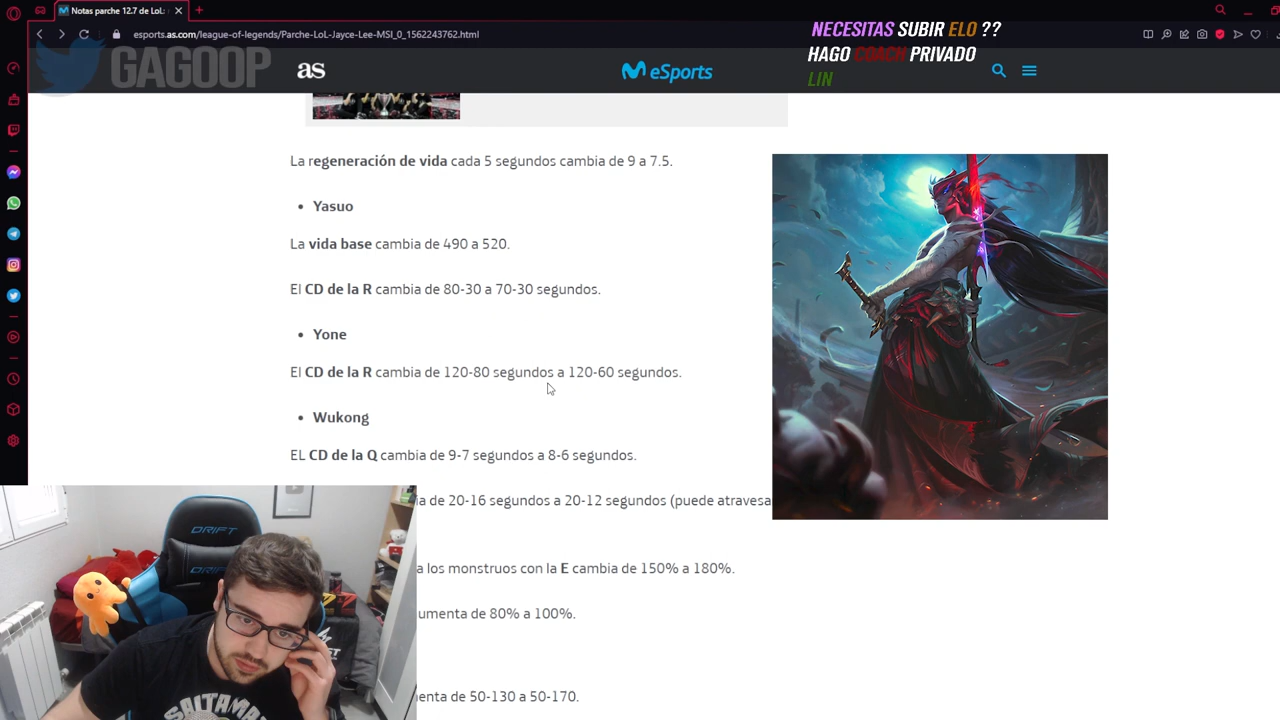 Notas parche 12.7 de LoL:
esports.as.com/league-of-legends/Parche-LoL-Jayce-Lee-MSI_0_1562243762.html
NECESITAS SUBIR ELO ??
HAGO COACH PRIVADO
LIN
GAGOOP
as
eSports
La regeneración de vida cada 5 segundos cambia de 9 a 7.5.
• Yasuo
La vida base cambia de 490 a 520.
El CD de la R cambia de 80-30 a 70-30 segundos.
• Yone
El CD de la R cambia de 120-80 segundos a 120-60 segundos.
• Wukong
EL CD de la Q cambia de 9-7 segundos a 8-6 segundos.
ia de 20-16 segundos a 20-12 segundos (puede atravesa
a los monstruos con la E cambia de 150% a 180%.
umenta de 80% a 100%.
enta de 50-130 a 50-170.
DRIFT
DRIFT
SAITAMA